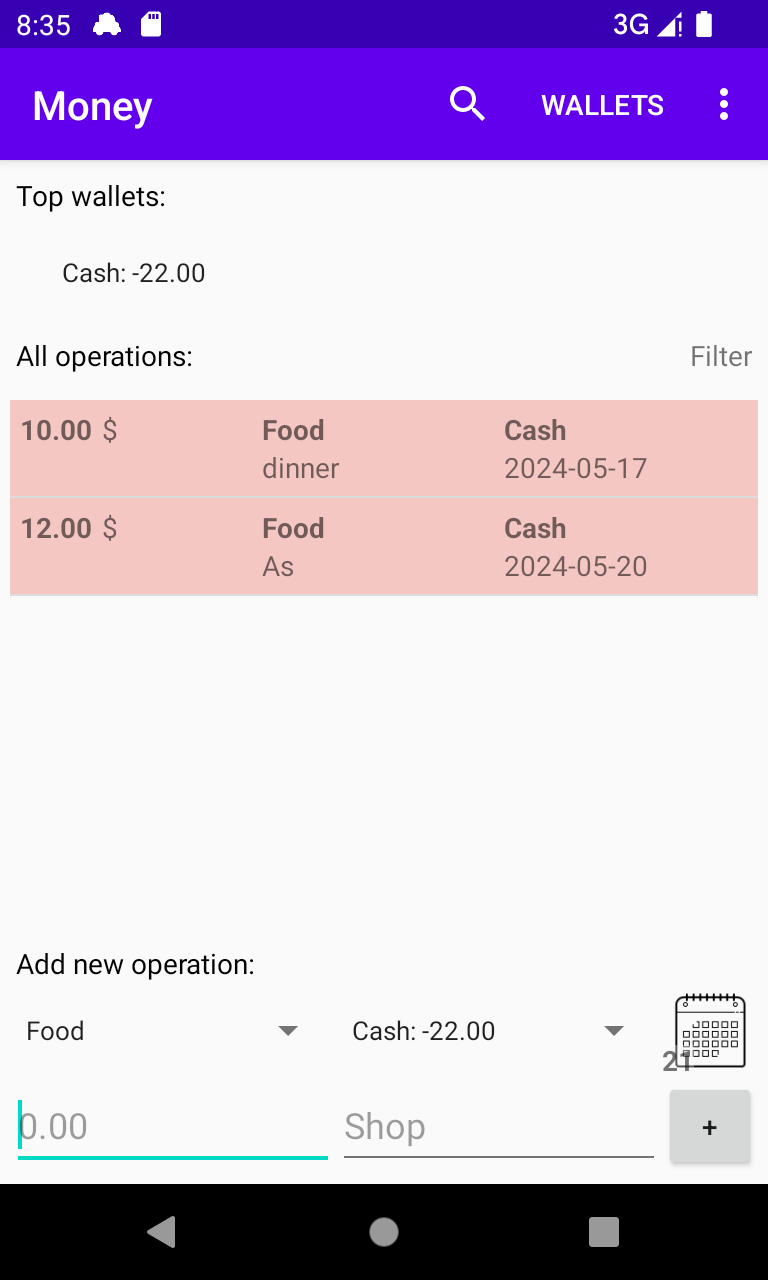 8:35 3G
Money WALLETS
Top wallets:
Cash: -22.00
All operations: Filter
10.00 $ Food Cash
dinner 2024-05-17
12.00 $ Food Cash
As 2024-05-20
Add new operation:
Food Cash: -22.00
21
0.00 Shop +